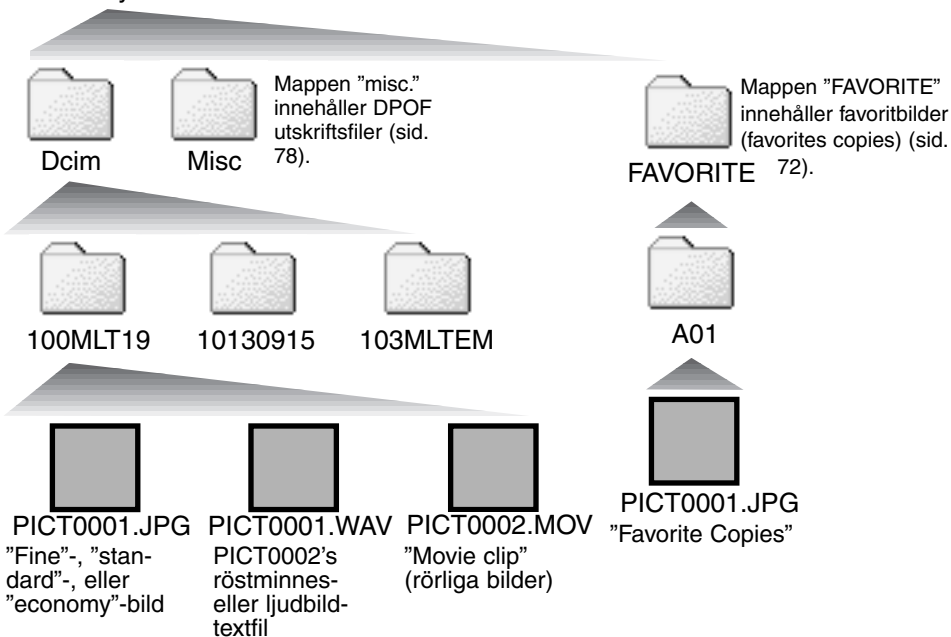 Dcim
Misc
Mappen "misc."
innehåller DPOF
utskriftsfiler (sid.
78).
FAVORITE
Mappen "FAVORITE"
innehåller favoritbilder
(favorites copies) (sid.
72).
100MLT19
10130915
103MLTEM
A01
PICT0001.JPG
"Fine"-, "stan-
dard"-, eller
"economy"-bild
PICT0001.WAV
PICT0002's
röstminnes-
eller ljudbild-
textfil
PICT0002.MOV
"Movie clip"
(rörliga bilder)
PICT0001.JPG
"Favorite Copies"